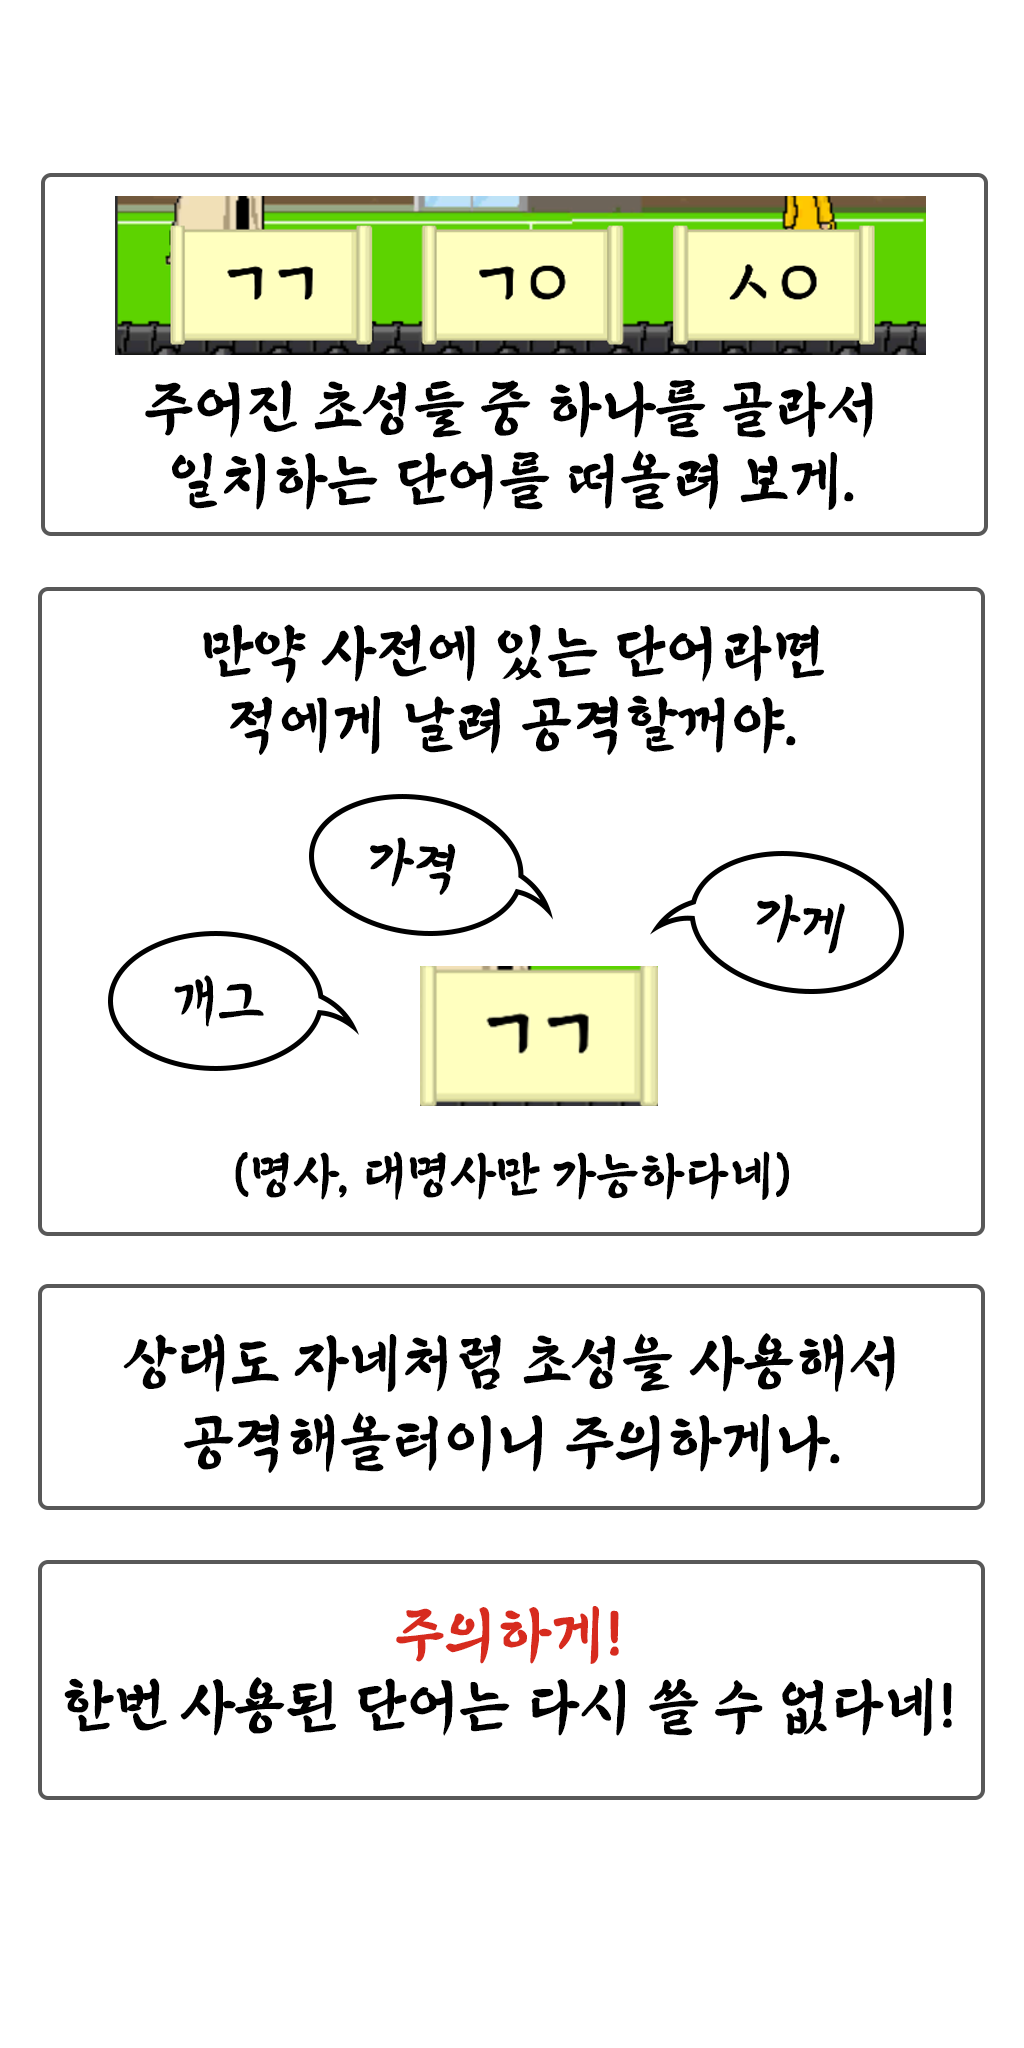 ㄱㄱ ㄱㅇ ㅅㅇ
주어진 초성들 중 하나를 골라서
일치하는 단어를 떠올려 보게.
만약 사전에 있는 단어라면
적에게 날려 공격할꺼야.
가격
가게
개그
ㄱㄱ
(명사, 대명사만 가능하다네)
상대도 자네처럼 초성을 사용해서
공격해올터이니 주의하게나.
주의하게!
한번 사용된 단어는 다시 쓸 수 없다네!